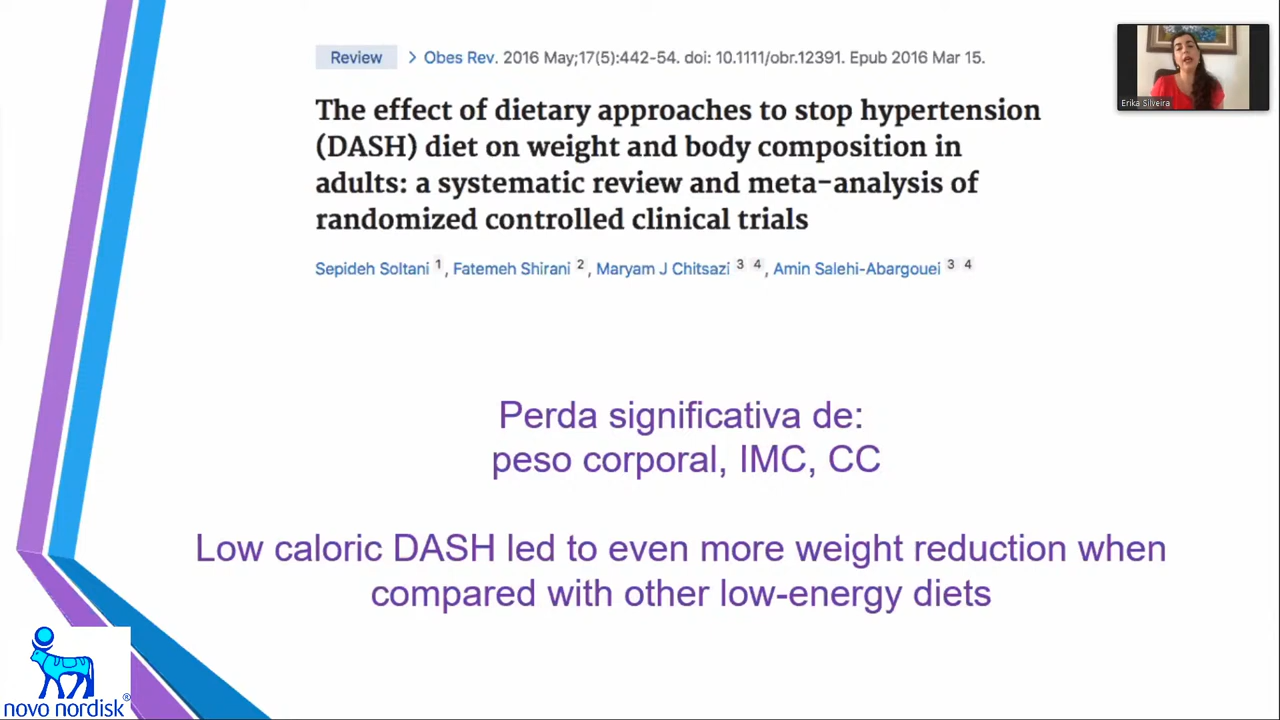 Review > Obes Rev. 2016 May;17(5):442-54. doi: 10.1111/obr.12391. Epub 2016 Mar 15.
The effect of dietary approaches to stop hypertension
(DASH) diet on weight and body composition in
adults: a systematic review and meta-analysis of
randomized controlled clinical trials
Sepideh Soltani 1, Fatemeh Shirani 2, Maryam J Chitsazi 3 4, Amin Salehi-Abargouei 3 4
Erika Silveira
Perda significativa de:
peso corporal, IMC, CC
Low caloric DASH led to even more weight reduction when
compared with other low-energy diets
novo nordisk®